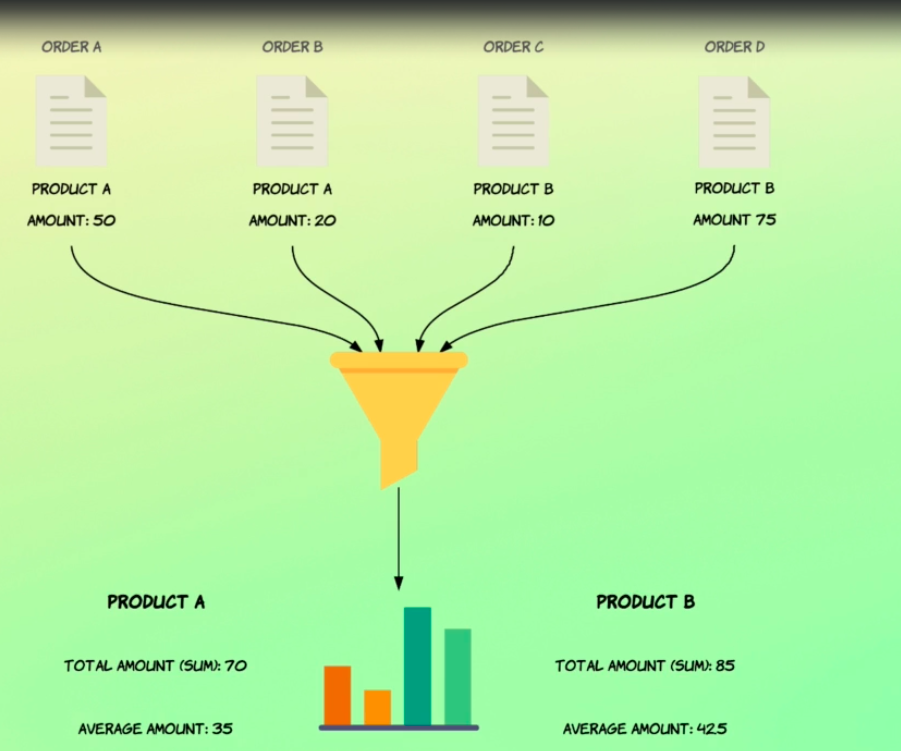 ORDER A
ORDER B
ORDER C
ORDER D
PRODUCT A
PRODUCT A
PRODUCT B
PRODUCT B
AMOUNT: 50
AMOUNT: 20
AMOUNT: 10
AMOUNT 75
PRODUCT A
PRODUCT B
TOTAL AMOUNT (SUM): 70
TOTAL AMOUNT (SUM): 85
AVERAGE AMOUNT: 35
AVERAGE AMOUNT: 425